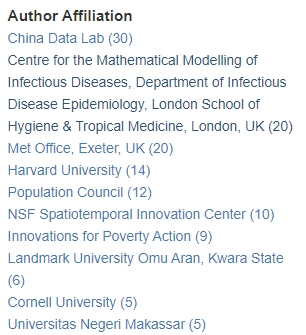 Author Affiliation
China Data Lab (30)
Centre for the Mathematical Modelling of
Infectious Diseases, Department of Infectious
Disease Epidemiology, London School of
Hygiene & Tropical Medicine, London, UK (20)
Met Office, Exeter, UK (20)
Harvard University (14)
Population Council (12)
NSF Spatiotemporal Innovation Center (10)
Innovations for Poverty Action (9)
Landmark University Omu Aran, Kwara State
(6)
Cornell University (5)
Universitas Negeri Makassar (5)